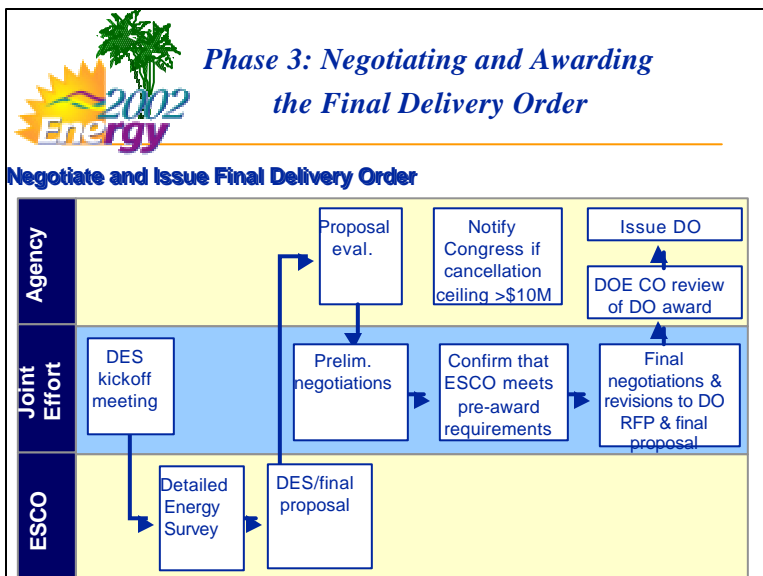 Phase 3: Negotiating and Awarding
the Final Delivery Order
2002
Energy
Negotiate and Issue Final Delivery Order
Agency
Proposal
eval.
Notify
Congress if
cancellation
ceiling >$10M
Issue DO
DOE CO review
of DO award
Joint
Effort
DES
kickoff
meeting
Prelim.
negotiations
Confirm that
ESCO meets
pre-award
requirements
Final
negotiations &
revisions to DO
RFP & final
proposal
ESCO
Detailed
Energy
Survey
DES/final
proposal